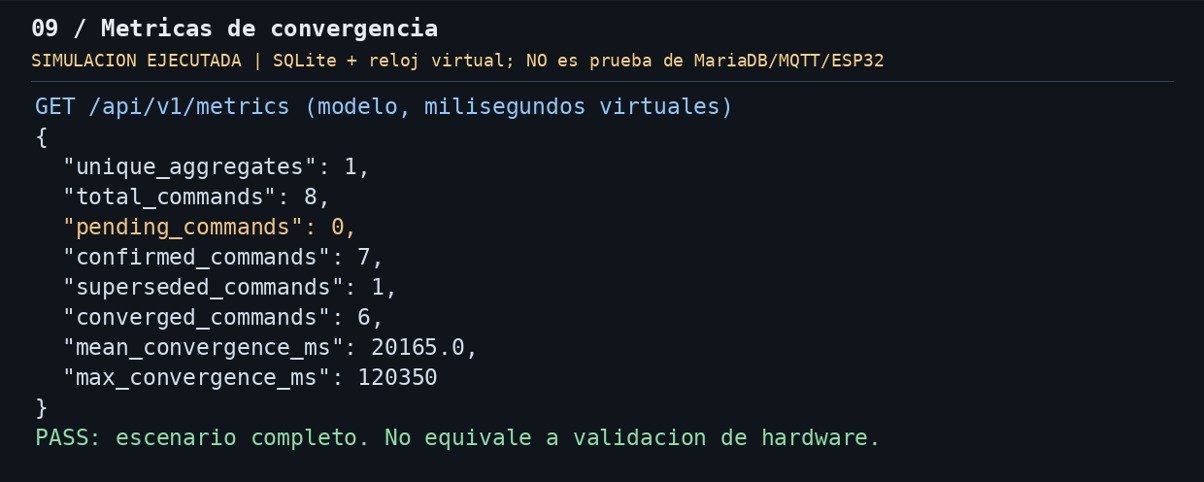 09 / Metricas de convergencia
SIMULACION EJECUTADA | SQLite + reloj virtual; NO es prueba de MariaDB/MQTT/ESP32
GET /api/v1/metrics (modelo, milisegundos virtuales)
{
  "unique_aggregates": 1,
  "total_commands": 8,
  "pending_commands": 0,
  "confirmed_commands": 7,
  "superseded_commands": 1,
  "converged_commands": 6,
  "mean_convergence_ms": 20165.0,
  "max_convergence_ms": 120350
}
PASS: escenario completo. No equivale a validacion de hardware.